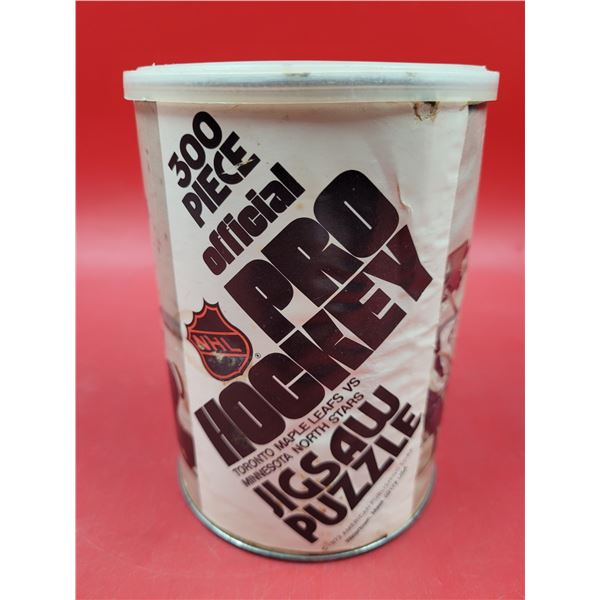 300
PIECE
official
PRO
HOCKEY
NHL
®
TORONTO MAPLE LEAFS VS
MINNESOTA NORTH STARS
JIGSAW
PUZZLE